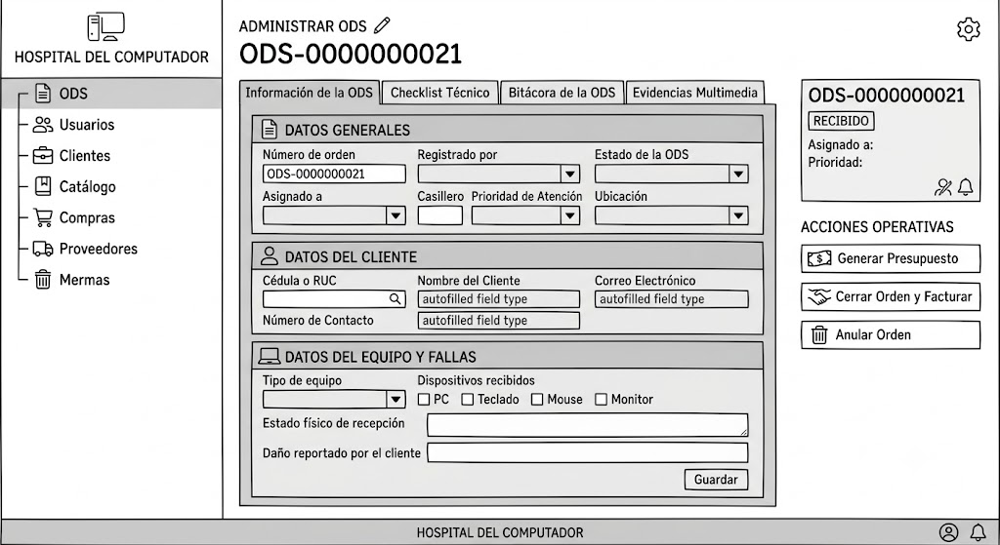 HOSPITAL DEL COMPUTADOR
ODS
Usuarios
Clientes
Catálogo
Compras
Proveedores
Mermas
ADMINISTRAR ODS
ODS-0000000021
Información de la ODS
Checklist Técnico
Bitácora de la ODS
Evidencias Multimedia
DATOS GENERALES
Número de orden
Registrado por
Estado de la ODS
ODS-0000000021
Asignado a
Casillero
Prioridad de Atención
Ubicación
DATOS DEL CLIENTE
Cédula o RUC
Nombre del Cliente
Correo Electrónico
autofilled field type
autofilled field type
Número de Contacto
autofilled field type
DATOS DEL EQUIPO Y FALLAS
Tipo de equipo
Dispositivos recibidos
PC
Teclado
Mouse
Monitor
Estado físico de recepción
Daño reportado por el cliente
Guardar
ODS-0000000021
RECIBIDO
Asignado a:
Prioridad:
ACCIONES OPERATIVAS
$ Generar Presupuesto
Cerrar Orden y Facturar
Anular Orden
HOSPITAL DEL COMPUTADOR